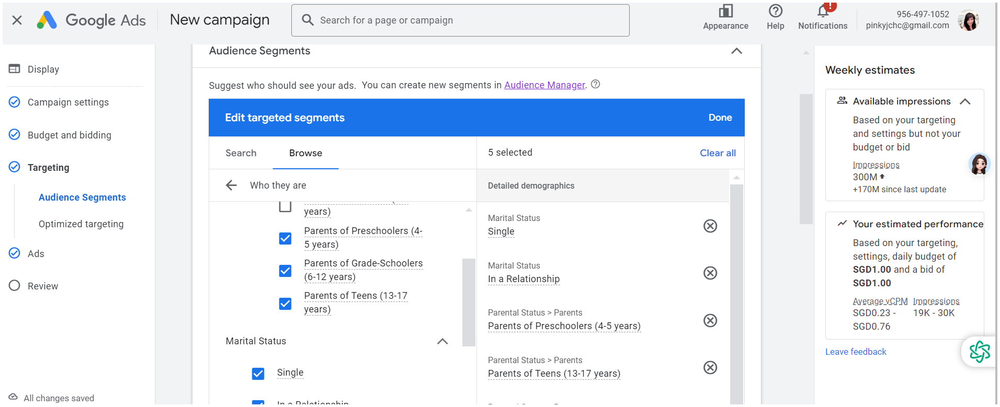 Google Ads
New campaign
Search for a page or campaign
Appearance
Help
!
Notifications
956-497-1052
pinkyjchc@gmail.com
Display
Campaign settings
Budget and bidding
Targeting
Audience Segments
Optimized targeting
Ads
Review
All changes saved
Audience Segments
Suggest who should see your ads. You can create new segments in Audience Manager.
Edit targeted segments
Done
Search
Browse
Who they are
years)
Parents of Preschoolers (4-
5 years)
Parents of Grade-Schoolers
(6-12 years)
Parents of Teens (13-17
years)
Marital Status
Single
In a Relationship
5 selected
Clear all
Detailed demographics
Marital Status
Single
Marital Status
In a Relationship
Parental Status > Parents
Parents of Preschoolers (4-5 years)
Parental Status > Parents
Parents of Teens (13-17 years)
Weekly estimates
Available impressions
Based on your targeting
and settings but not your
budget or bid
Impressions
300M
+170M since last update
Your estimated performance
Based on your targeting,
settings, daily budget of
SGD1.00 and a bid of
SGD1.00
Average vCPM Impressions
SGD0.23 - 19K - 30K
SGD0.76
Leave feedback